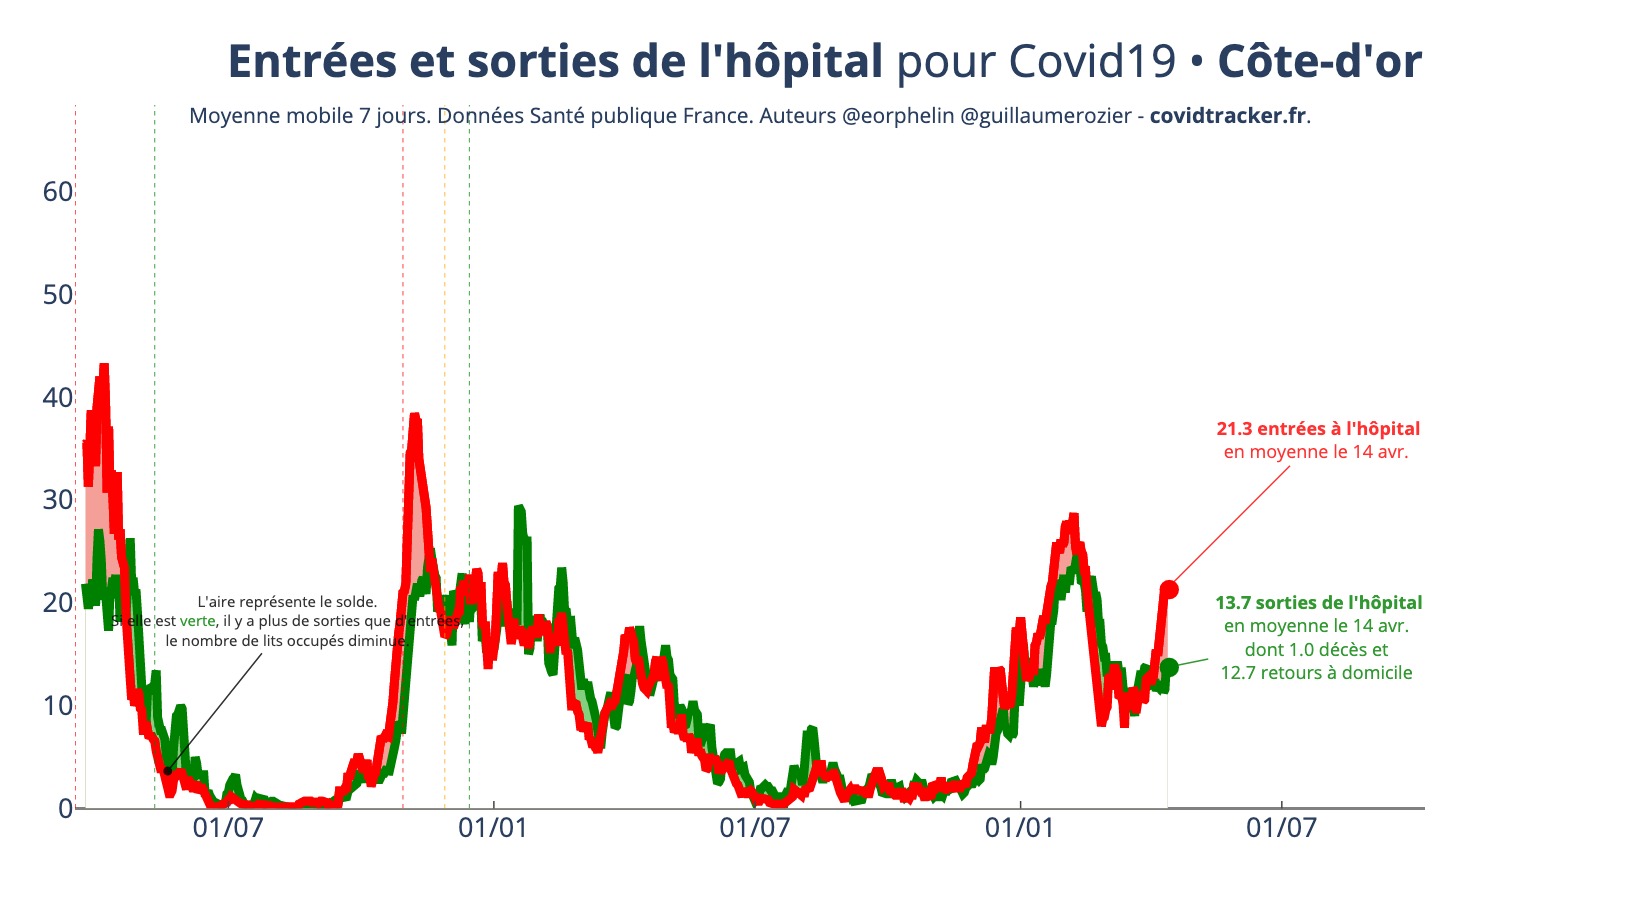 Entrées et sorties de l'hôpital pour Covid19 • Côte-d'or
Moyenne mobile 7 jours. Données Santé publique France. Auteurs @eorphelin @guillaumerozier - covidtracker.fr.
60
50
40
30
20
10
0
L'aire représente le solde.
Si elle est verte, il y a plus de sorties que d'entrées,
le nombre de lits occupés diminue.
21.3 entrées à l'hôpital
en moyenne le 14 avr.
13.7 sorties de l'hôpital
en moyenne le 14 avr.
dont 1.0 décès et
12.7 retours à domicile
01/07
01/01
01/07
01/01
01/07